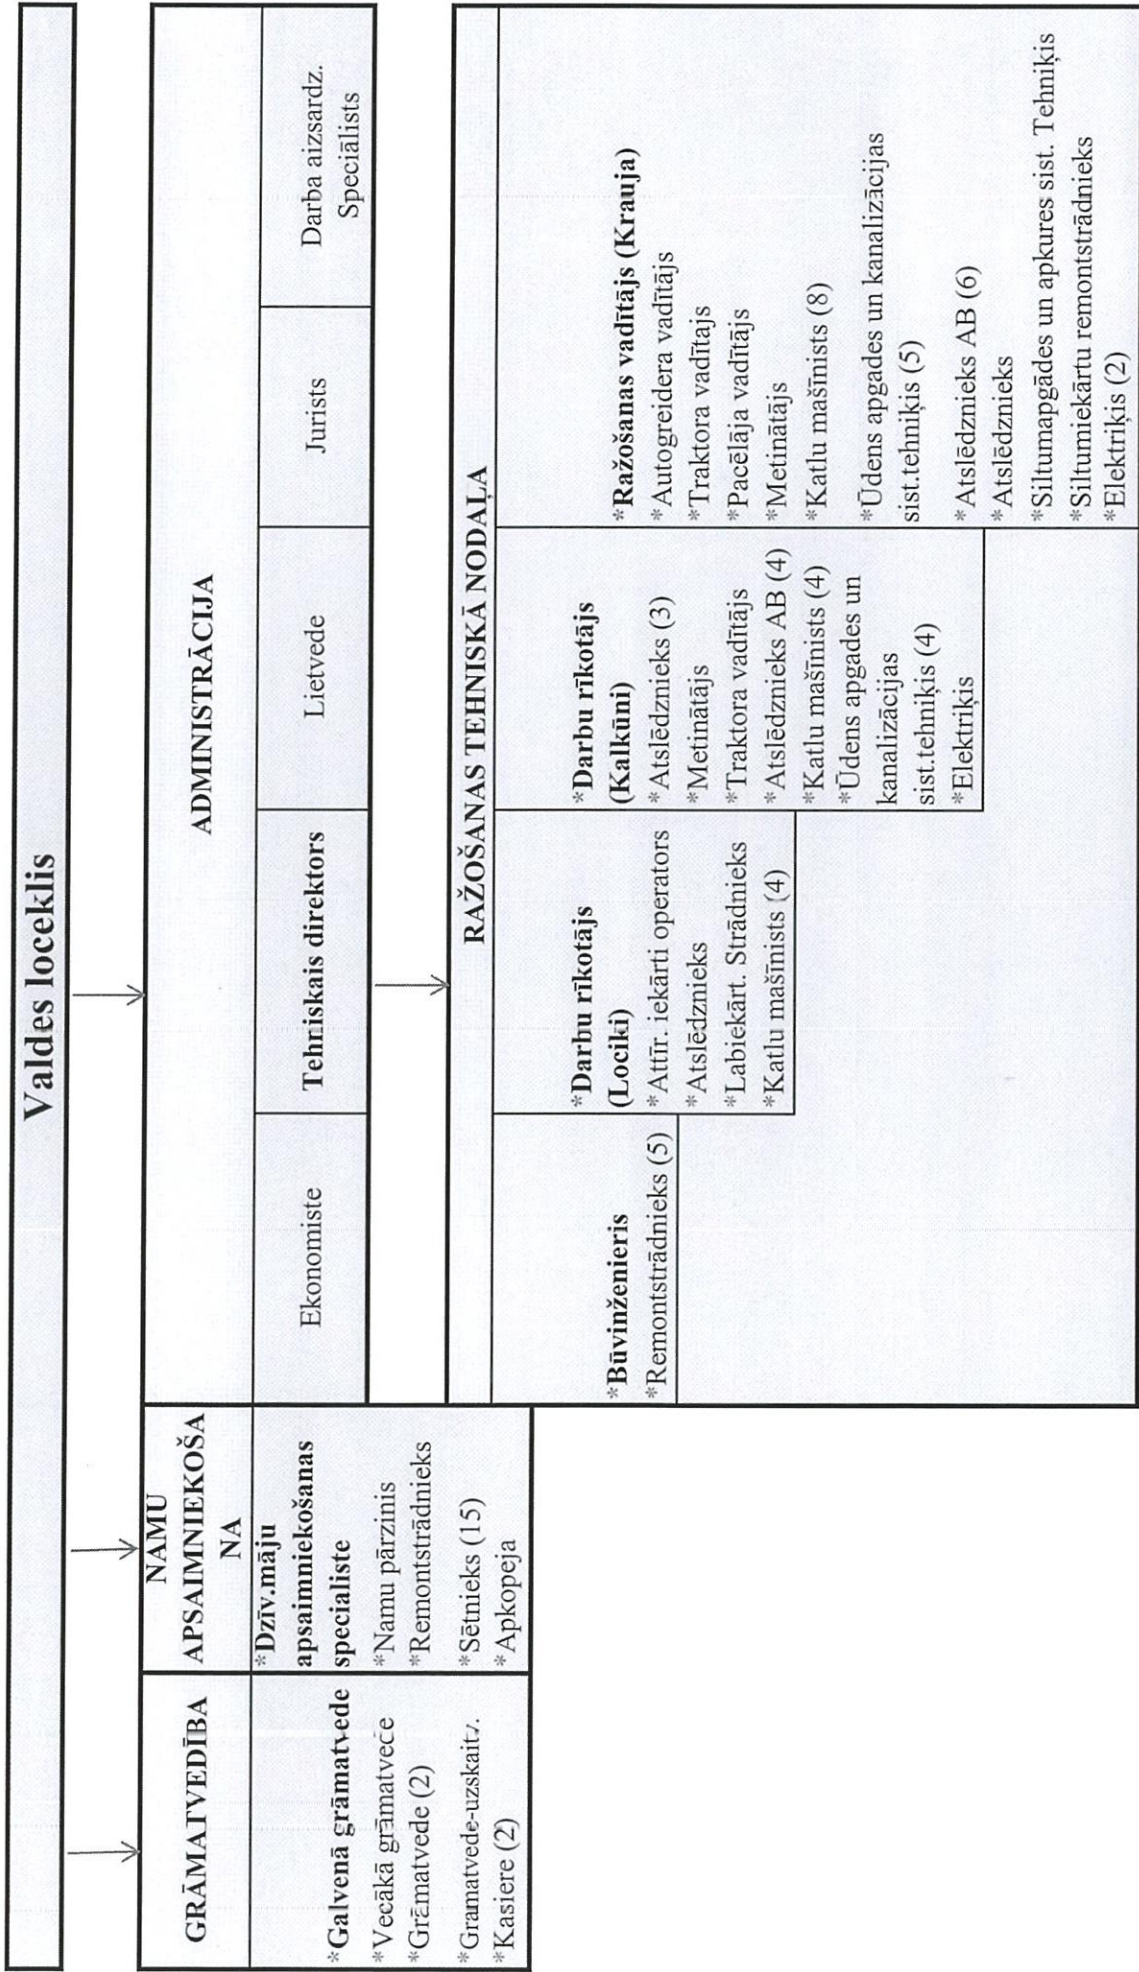 Valdes loceklis
GRĀMATVEDĪBA
*Galvenā grāmatvede
*Vecākā grāmatvede
*Grāmatvede (2)
*Gramatvede-uzskaitv.
*Kasiere (2)
NAMU
APSAIMNIEKOŠA
NA
*Dzīv.māju
apsaimniekošanas
specialiste
*Namu pārzinis
*Remontstrādnieks
*Sētnieks (15)
*Apkopeja
ADMINISTRĀCIJA
Ekonomiste
Tehniskais direktors
Lietvede
Jurists
Darba aizsardz.
Speciālists
RAŽOŠANAS TEHNISKĀ NODAĻA
*Būvinženieris
*Remontstrādnieks (5)
*Darbu rīkotājs
(Lociki)
*Attīr. iekārti operators
*Atslēdznieks
*Labiekārt. Strādnieks
*Katlu mašīnists (4)
*Darbu rīkotājs
(Kalkūni)
*Atslēdznieks (3)
*Metinātājs
*Traktora vadītājs
*Atslēdznieks AB (4)
*Katlu mašīnists (4)
*Ūdens apgades un
kanalizācijas
sist.tehniķis (4)
*Elektriķis
*Ražošanas vadītājs (Krauja)
*Autogreidera vadītājs
*Traktora vadītajs
*Pacēlāja vadītājs
*Metinātājs
*Katlu mašīnists (8)
*Ūdens apgades un kanalizācijas
sist.tehniķis (5)
*Atslēdznieks AB (6)
*Atslēdznieks
*Siltumapgādes un apkures sist. Tehniķis
*Siltumiekārtu remontstrādnieks
*Elektriķis (2)